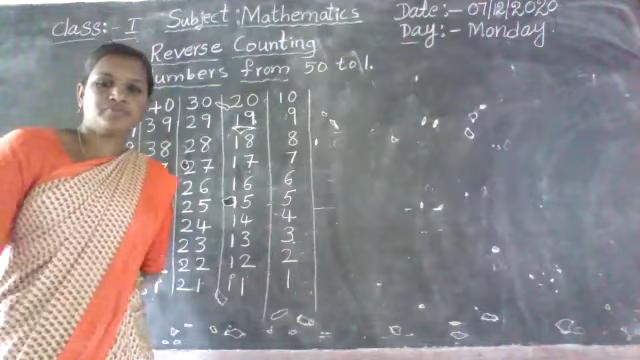 Class:- I Subject: Mathematics Date:- 07/12/2020
Reverse Counting Day:- Monday
Numbers from 50 to 1.
40 30 20 10
39 29 19 9
38 28 18 8
27 17 7
26 16 6
25 15 5
24 14 4
23 13 3
22 12 2
21 11 1